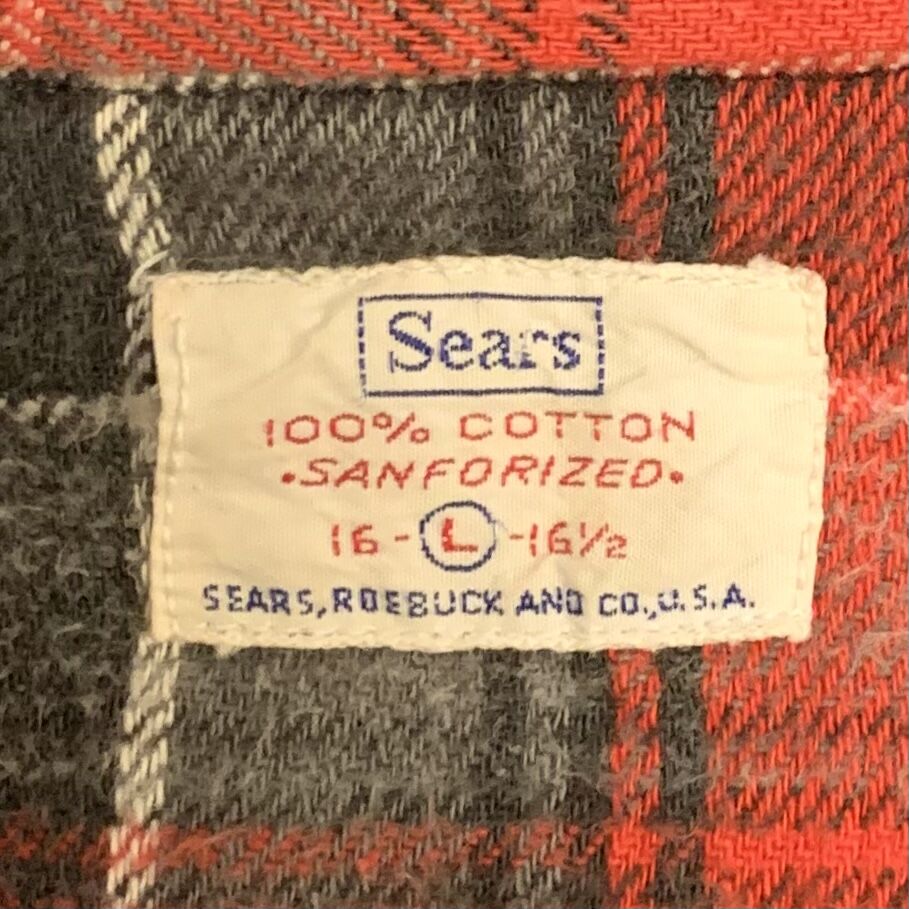 Sears
100% COTTON
•SANFORIZED•
16-L-16½
SEARS, ROEBUCK AND CO., U.S.A.